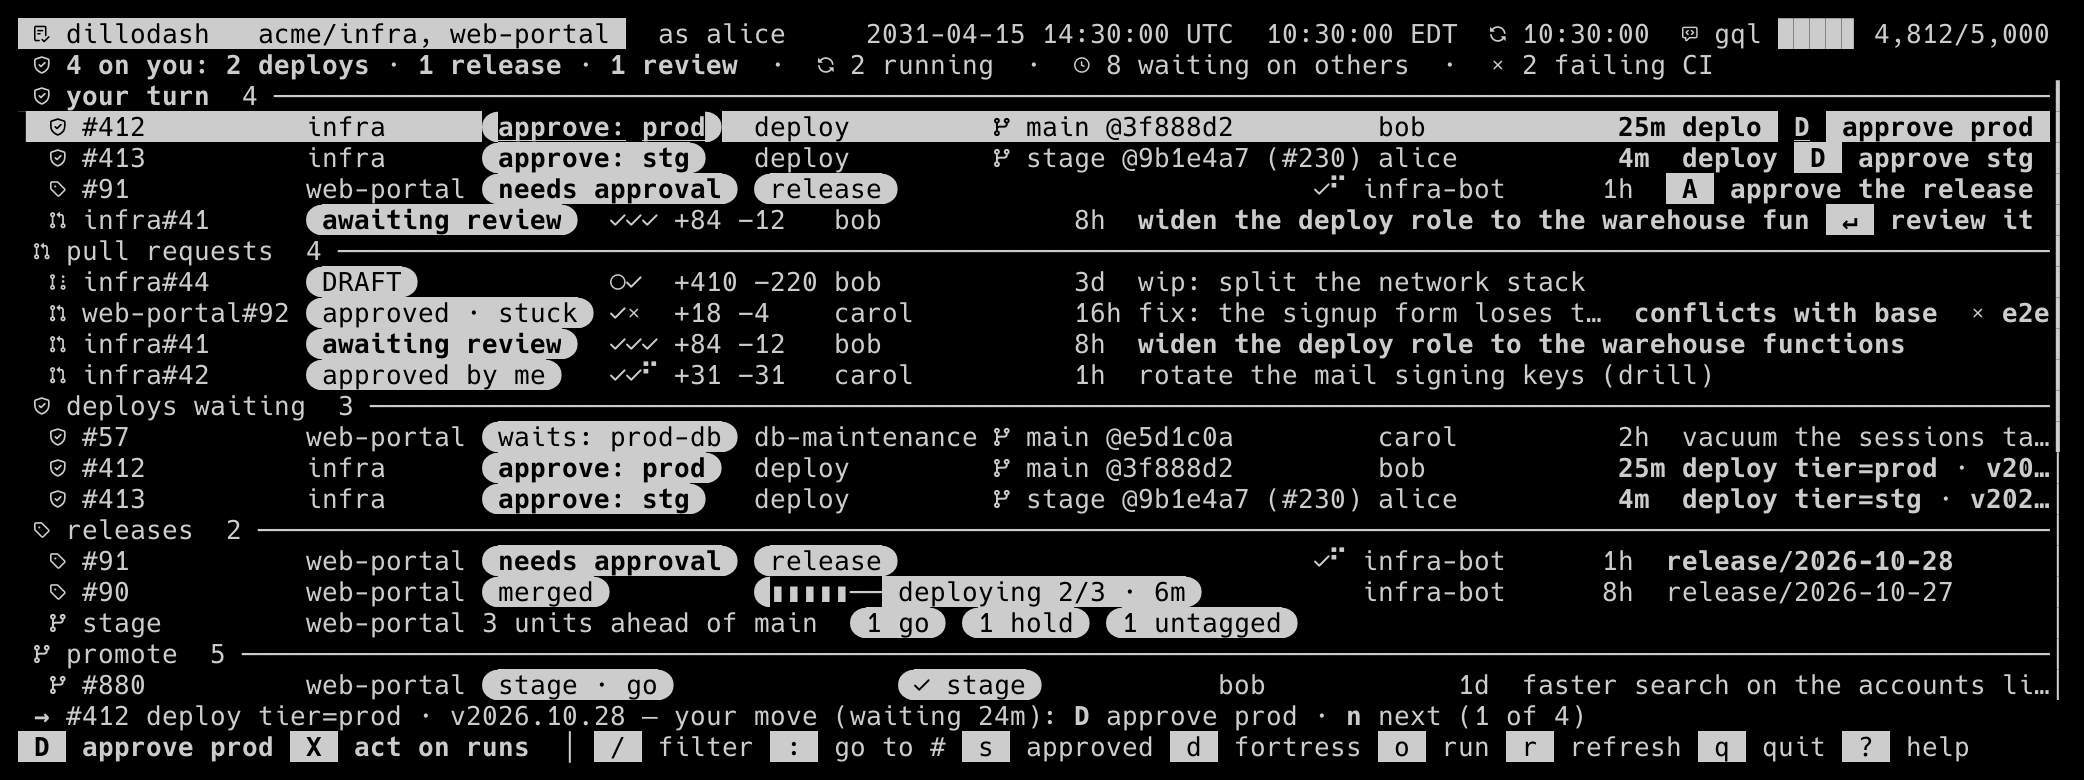 dillodash   acme/infra, web-portal   as alice   2031-04-15 14:30:00 UTC  10:30:00 EDT  10:30:00  gql  4,812/5,000
4 on you: 2 deploys · 1 release · 1 review  ·  2 running  ·  8 waiting on others  ·  × 2 failing CI
your turn  4
#412  infra  approve: prod  deploy  main @3f888d2  bob  25m deplo  D  approve prod
#413  infra  approve: stg  deploy  stage @9b1e4a7 (#230) alice  4m  deploy  D  approve stg
#91  web-portal  needs approval  release  ✓  infra-bot  1h  A  approve the release
infra#41  awaiting review  ✓✓✓ +84 −12  bob  8h  widen the deploy role to the warehouse fun  ↵  review it
pull requests  4
infra#44  DRAFT  ○✓  +410 −220 bob  3d  wip: split the network stack
web-portal#92  approved · stuck  ✓×  +18 −4  carol  16h fix: the signup form loses t…  conflicts with base  × e2e
infra#41  awaiting review  ✓✓✓ +84 −12  bob  8h  widen the deploy role to the warehouse functions
infra#42  approved by me  ✓✓ +31 −31  carol  1h  rotate the mail signing keys (drill)
deploys waiting  3
#57  web-portal  waits: prod-db  db-maintenance  main @e5d1c0a  carol  2h  vacuum the sessions ta…
#412  infra  approve: prod  deploy  main @3f888d2  bob  25m deploy tier=prod · v20…
#413  infra  approve: stg  deploy  stage @9b1e4a7 (#230) alice  4m  deploy tier=stg · v202…
releases  2
#91  web-portal  needs approval  release  ✓  infra-bot  1h  release/2026-10-28
#90  web-portal  merged  deploying 2/3 · 6m  infra-bot  8h  release/2026-10-27
stage  web-portal 3 units ahead of main  1 go  1 hold  1 untagged
promote  5
#880  web-portal  stage · go  ✓ stage  bob  1d  faster search on the accounts li…
→ #412 deploy tier=prod · v2026.10.28 — your move (waiting 24m): D approve prod · n next (1 of 4)
D  approve prod  X  act on runs  │  /  filter  :  go to #  s  approved  d  fortress  o  run  r  refresh  q  quit  ?  help